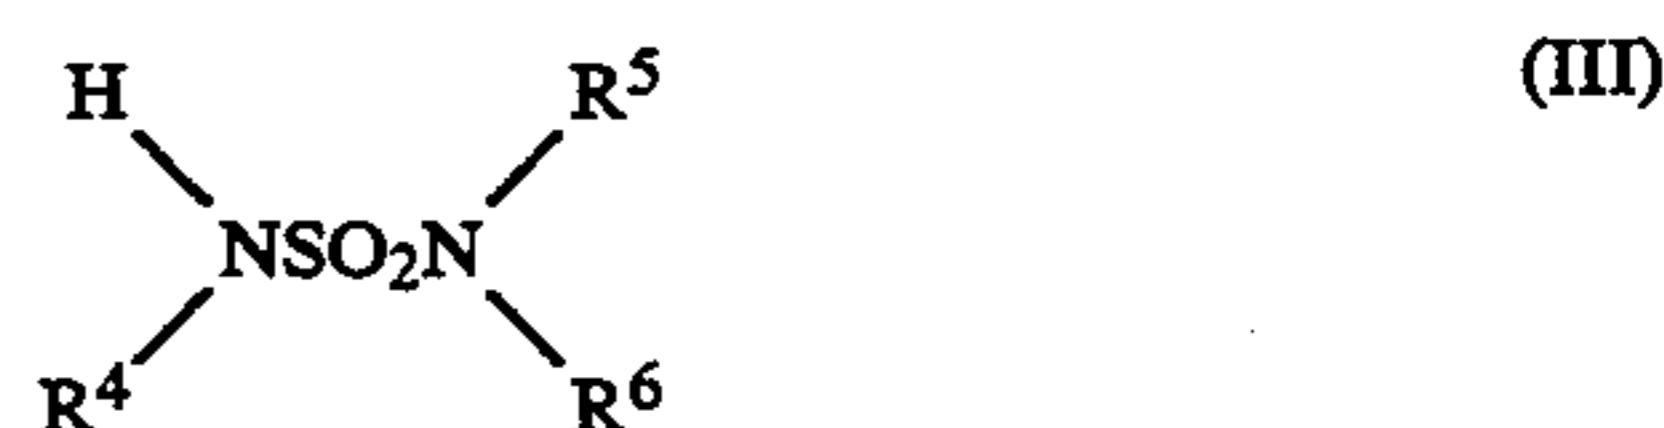 H R⁵ (III)
NSO₂N
R⁴ R⁶